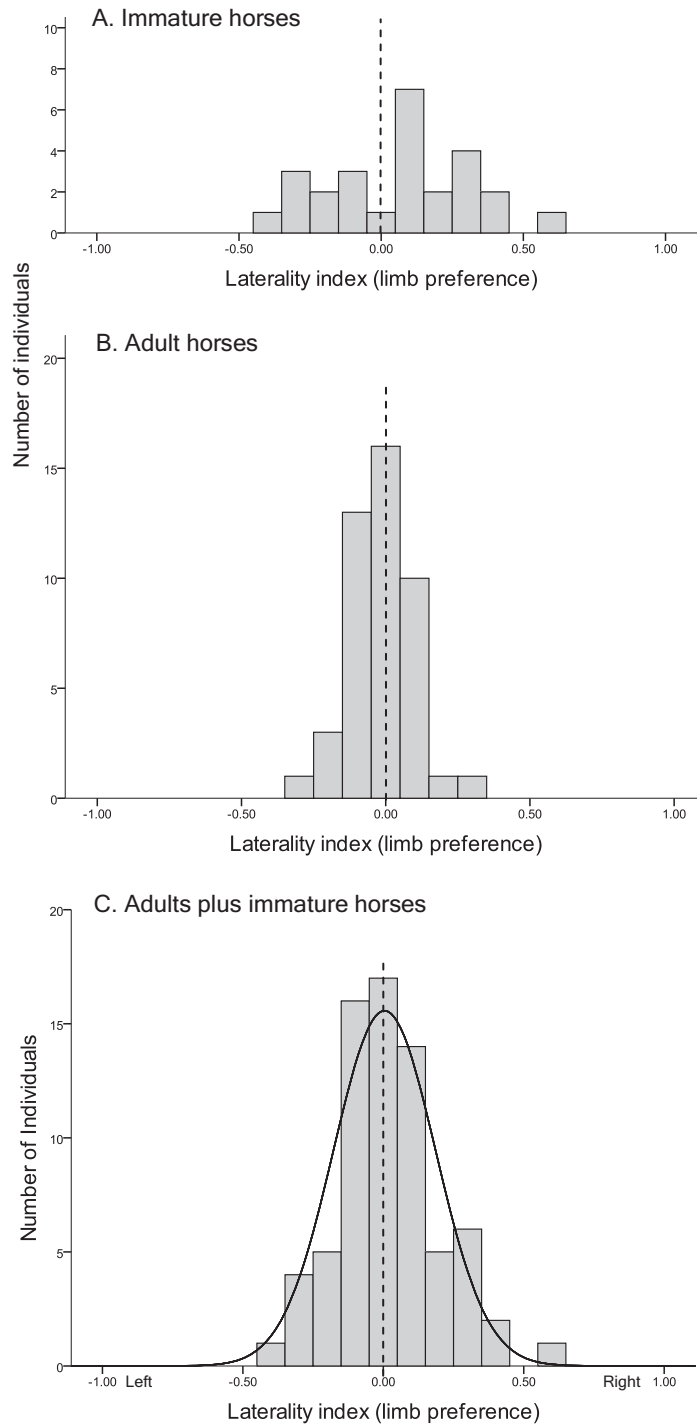 A. Immature horses
10
8
6
4
2
0
-1.00 -0.50 0.00 0.50 1.00
Laterality index (limb preference)
Number of individuals
B. Adult horses
20
15
10
5
0
-1.00 -0.50 0.00 0.50 1.00
Laterality index (limb preference)
C. Adults plus immature horses
20
15
10
5
0
Number of Individuals
-1.00 Left -0.50 0.00 0.50 Right 1.00
Laterality index (limb preference)